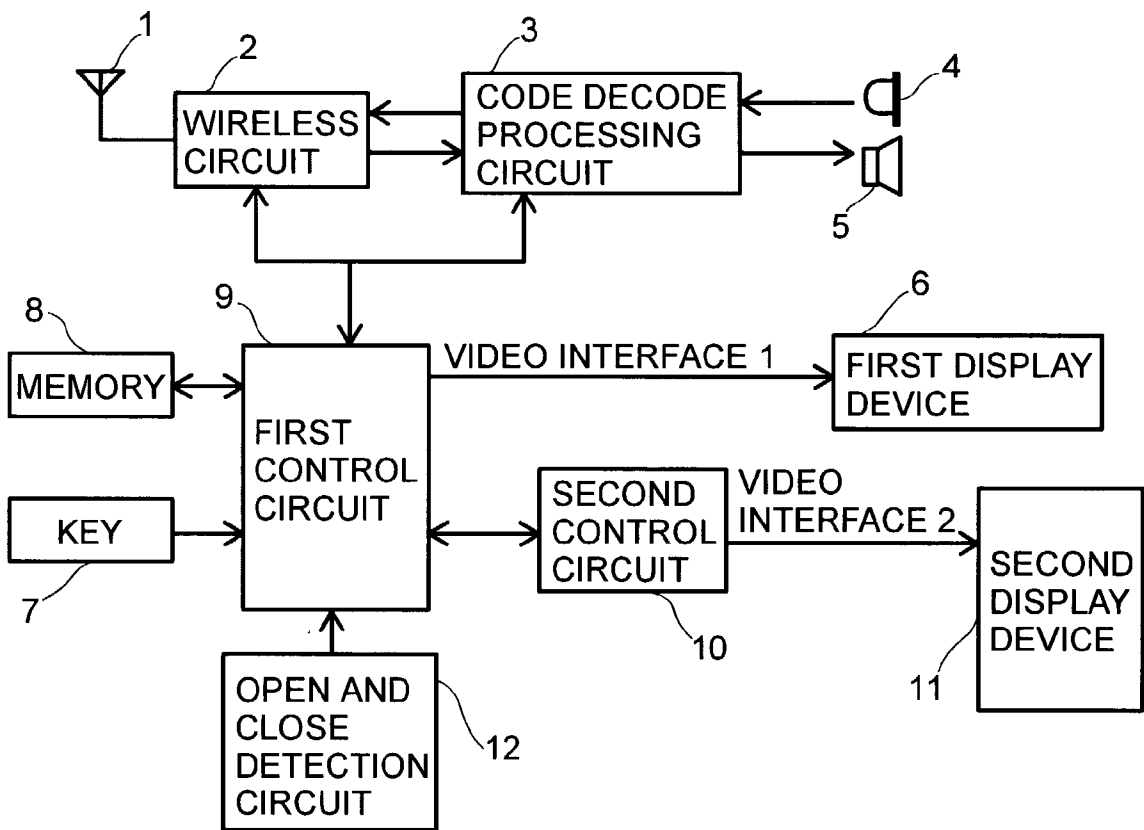 1
2
3
4
WIRELESS
CIRCUIT
CODE DECODE
PROCESSING
CIRCUIT
5
8
9
6
MEMORY
VIDEO INTERFACE 1
FIRST DISPLAY
DEVICE
FIRST
CONTROL
CIRCUIT
KEY
7
SECOND
CONTROL
CIRCUIT
10
VIDEO
INTERFACE 2
SECOND
DISPLAY
DEVICE
11
OPEN AND
CLOSE
DETECTION
CIRCUIT
12